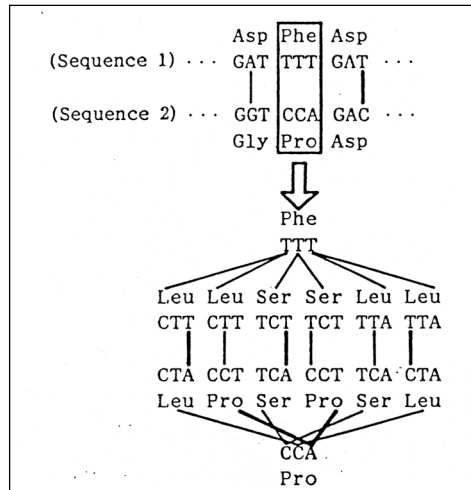 Asp Phe Asp
(Sequence 1) ··· GAT TTT GAT ···
(Sequence 2) ··· GGT CCA GAC ···
Gly Pro Asp
Phe
TTT
Leu Leu Ser Ser Leu Leu
CTT CTT TCT TCT TTA TTA
CTA CCT TCA CCT TCA CTA
Leu Pro Ser Pro Ser Leu
CCA
Pro